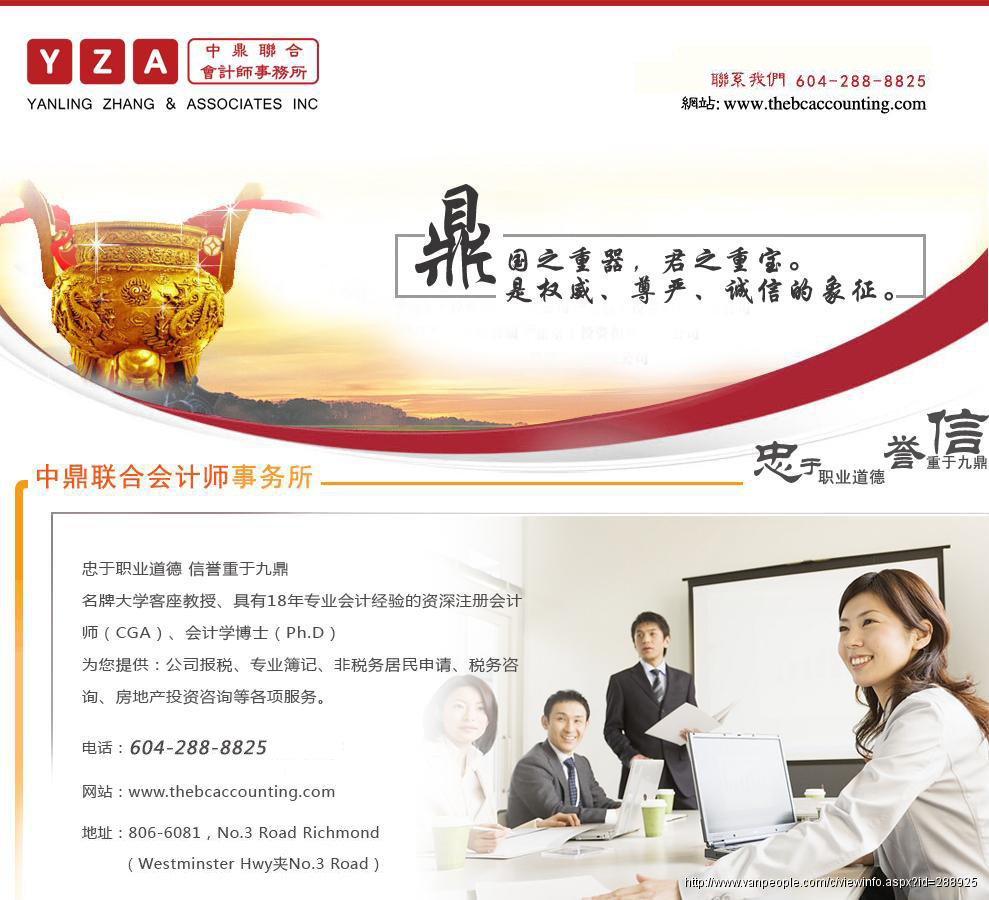 YZA 中鼎聯合
會計師事務所
YANLING ZHANG & ASSOCIATES INC
聯系我們 604-288-8825
網站: www.thebcaccounting.com
鼎
国之重器，君之重宝。
是权威、尊严、诚信的象征。
忠于职业道德
誉信重于九鼎
中鼎联合会计师事务所
忠于职业道德 信誉重于九鼎
名牌大学客座教授、具有18年专业会计经验的资深注册会计
师（CGA）、会计学博士（Ph.D）
为您提供：公司报税、专业簿记、非税务居民申请、税务咨
询、房地产投资咨询等各项服务。
电话：604-288-8825
网站：www.thebcaccounting.com
地址：806-6081，No.3 Road Richmond
（Westminster Hwy夹No.3 Road）
http://www.vanpeople.com/c/viewinfo.aspx?id=288925